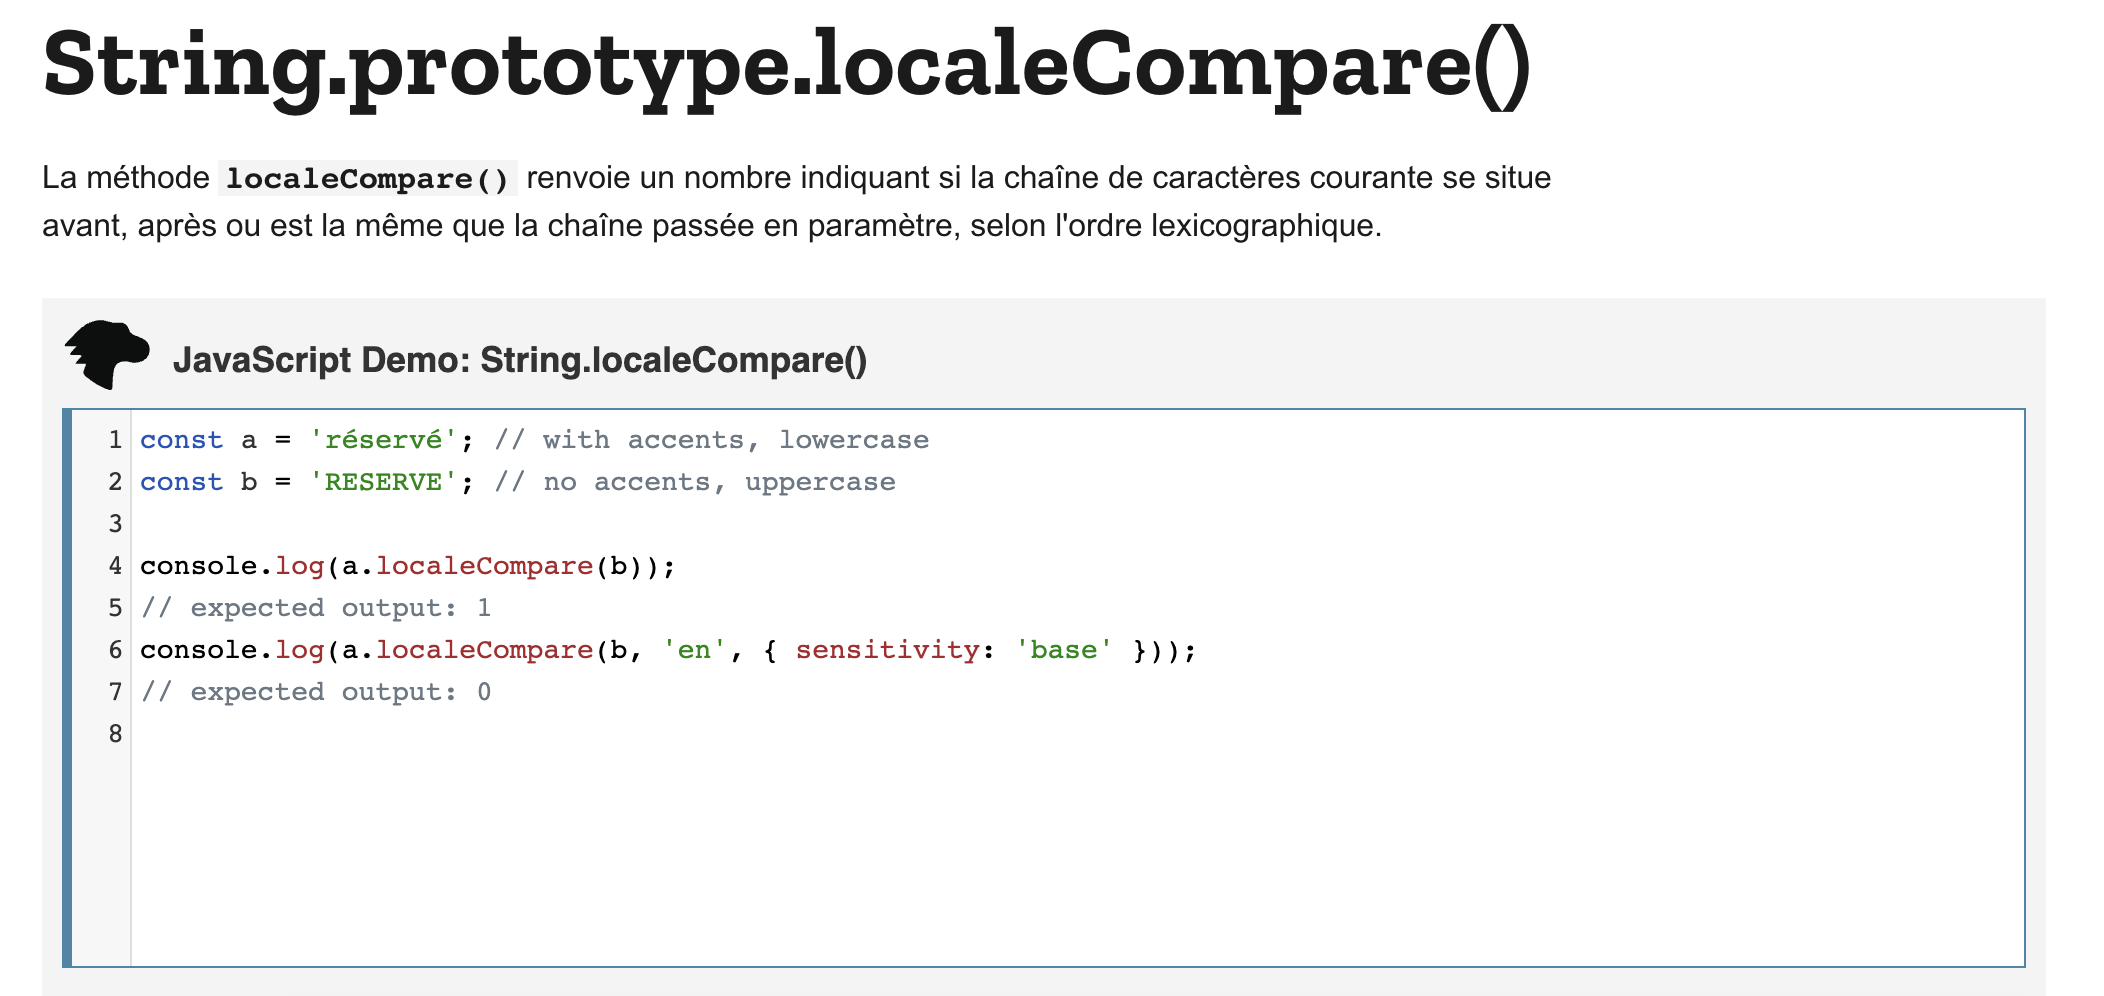 String.prototype.localeCompare()
La méthode localeCompare() renvoie un nombre indiquant si la chaîne de caractères courante se situe
avant, après ou est la même que la chaîne passée en paramètre, selon l'ordre lexicographique.
JavaScript Demo: String.localeCompare()
1 const a = 'réservé'; // with accents, lowercase
2 const b = 'RESERVE'; // no accents, uppercase
3
4 console.log(a.localeCompare(b));
5 // expected output: 1
6 console.log(a.localeCompare(b, 'en', { sensitivity: 'base' }));
7 // expected output: 0
8